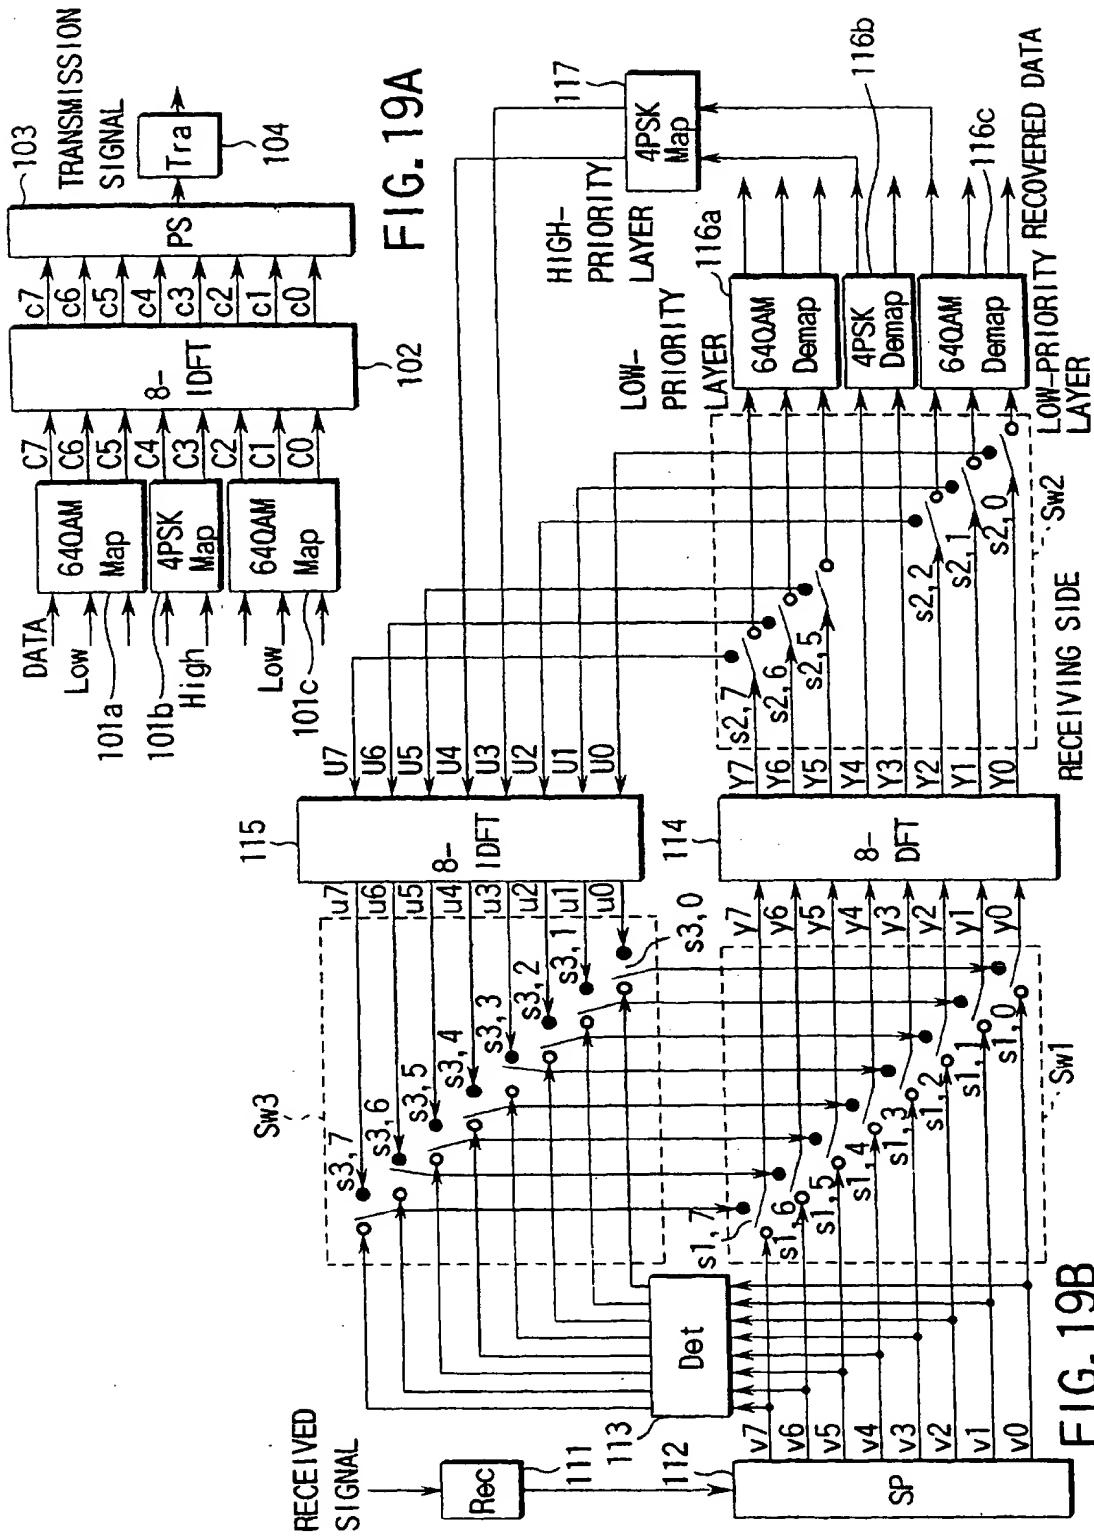 DATA
Low
101a
101b
High
Low
101c
64QAM
Map
4PSK
Map
64QAM
Map
C7
C6
C5
C4
C3
C2
C1
C0
8-
IDFT
102
c7
c6
c5
c4
c3
c2
c1
c0
PS
103
TRANSMISSION
SIGNAL
Tra
104
FIG. 19A
RECEIVED
SIGNAL
Rec
111
112
SP
v7
v6
v5
v4
v3
v2
v1
v0
113
Det
Sw3
s3,7
s3,6
s3,5
s3,4
s3,3
s3,2
s3,1
s3,0
u7
u6
u5
u4
u3
u2
u1
u0
115
8-
IDFT
U7
U6
U5
U4
U3
U2
U1
U0
s1,7
s1,6
s1,5
s1,4
s1,3
s1,2
s1,1
s1,0
Sw1
y7
y6
y5
y4
y3
y2
y1
y0
114
8-
DFT
Y7
Y6
Y5
Y4
Y3
Y2
Y1
Y0
s2,7
s2,6
s2,5
s2,2
s2,1
s2,0
Sw2
RECEIVING SIDE
LOW-
PRIORITY
LAYER
HIGH-
PRIORITY
LAYER
116a
64QAM
Demap
4PSK
Demap
64QAM
Demap
LOW-PRIORITY
LAYER
RECOVERED DATA
116b
116c
4PSK
Map
117
FIG. 19B